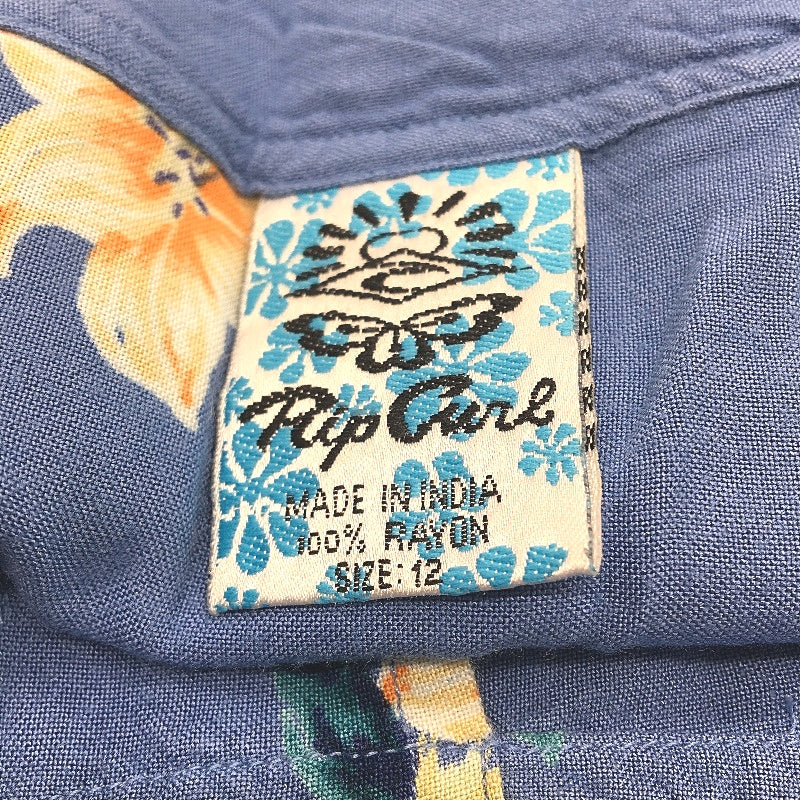 Rip Curl
MADE IN INDIA
100% RAYON
SIZE: 12